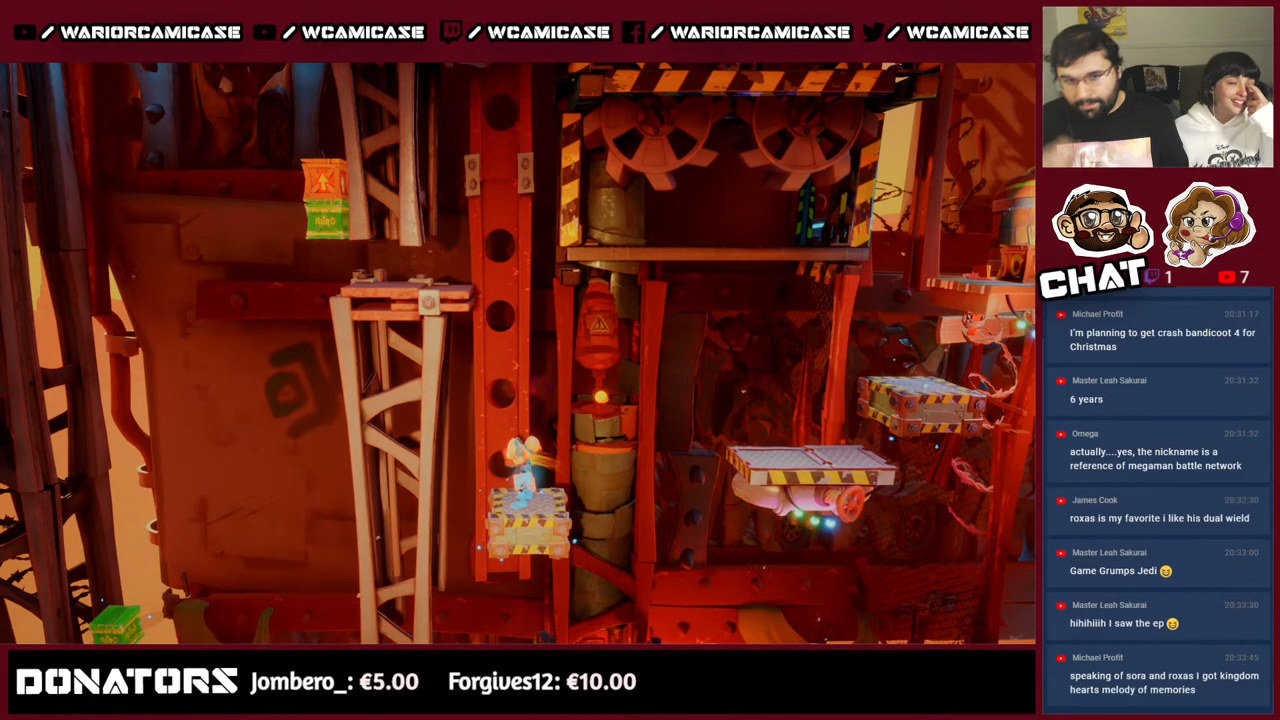 / WARIORCAMICASE / WCAMICASE / WCAMICASE / WARIORCAMICASE / WCAMICASE
NITRO
CHAT 1 7
Michael Profit 20:31:17
I'm planning to get crash bandicoot 4 for
Christmas
Master Leah Sakurai 20:31:32
6 years
Omega 20:31:32
actually....yes, the nickname is a
reference of megaman battle network
James Cook 20:32:30
roxas is my favorite i like his dual wield
Master Leah Sakurai 20:33:00
Game Grumps Jedi 😄
Master Leah Sakurai 20:33:30
hihihiiih I saw the ep 😄
Michael Profit 20:33:45
speaking of sora and roxas I got kingdom
hearts melody of memories
DONATORS Jombero_: €5.00 Forgives12: €10.00